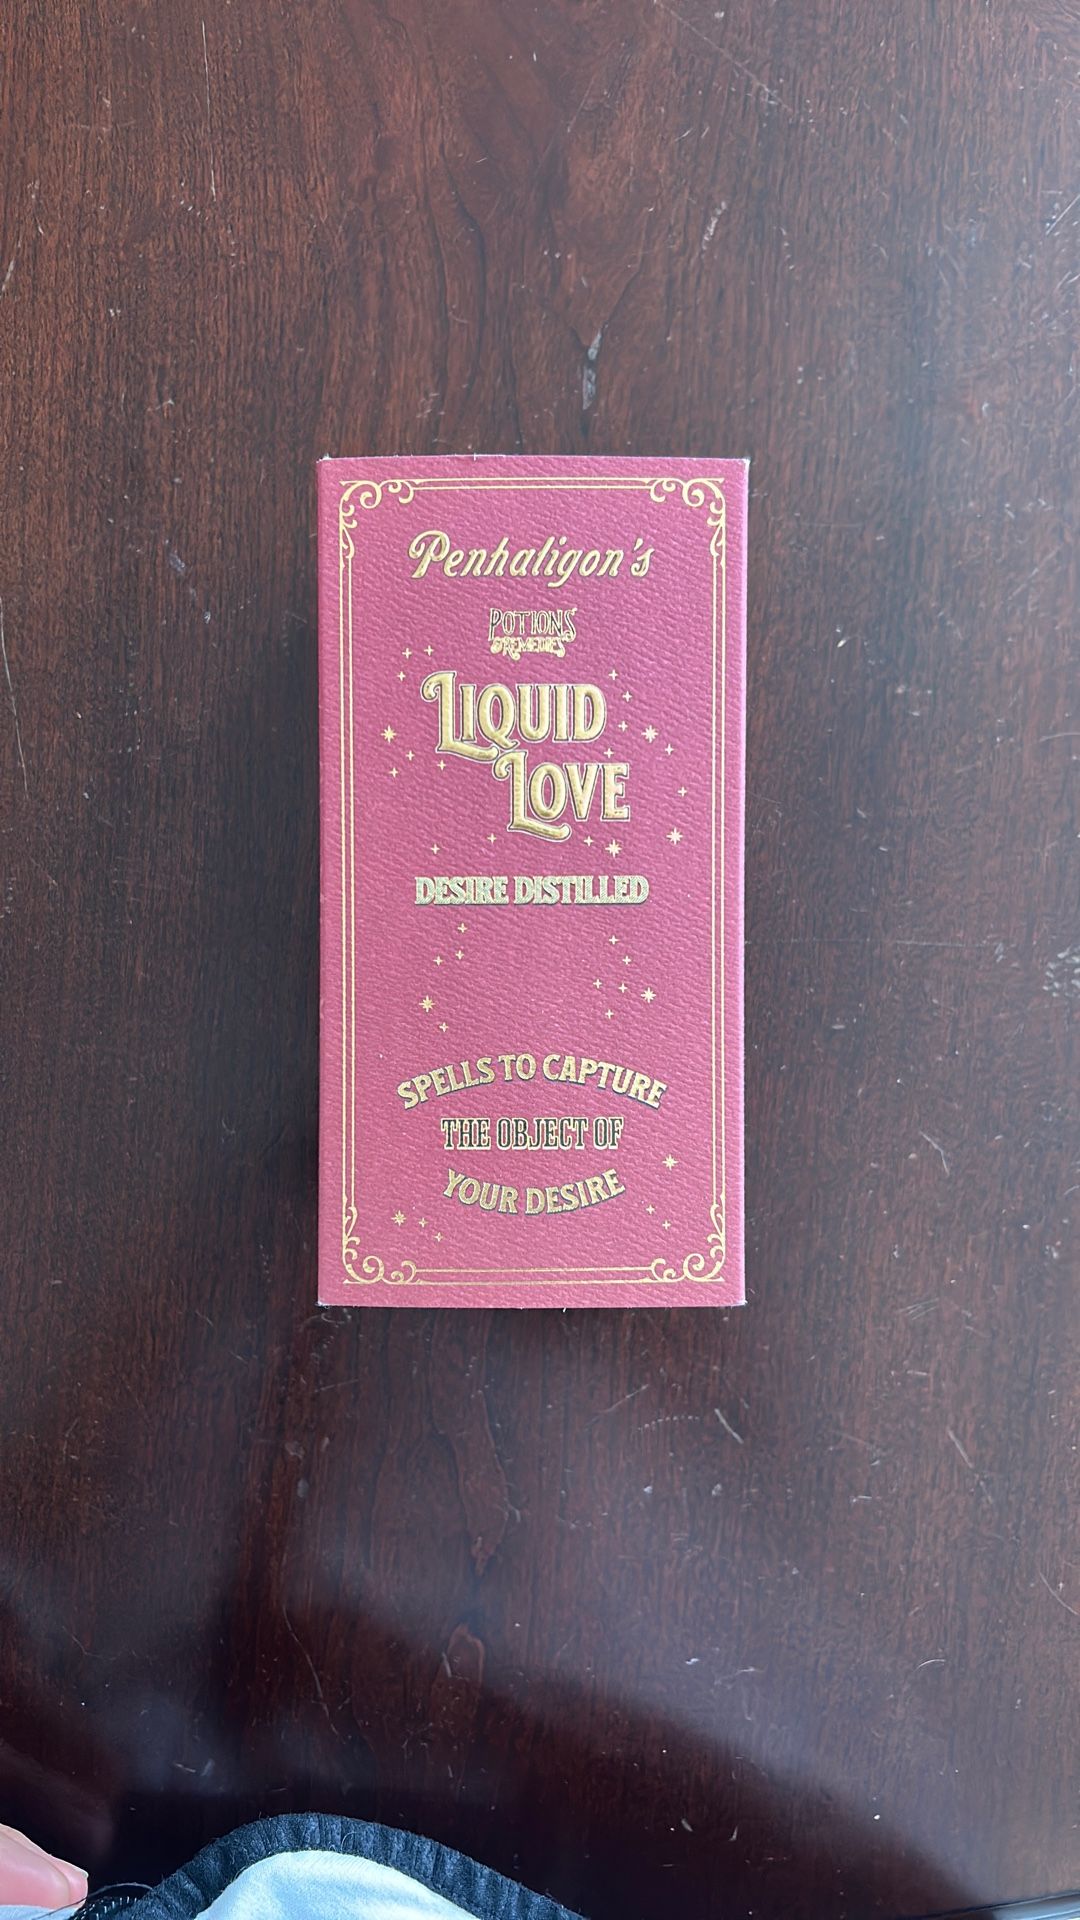 Penhaligon's
POTIONS
& REMEDIES
LIQUID
LOVE
DESIRE DISTILLED
SPELLS TO CAPTURE
THE OBJECT OF
YOUR DESIRE